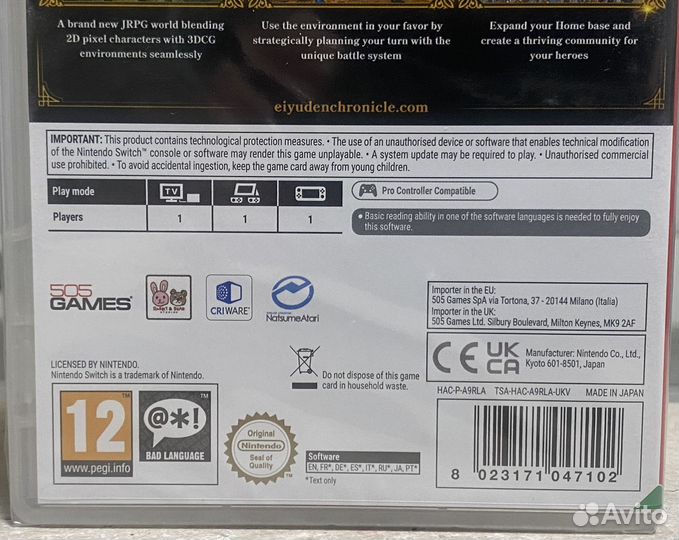 A brand new JRPG world blending
2D pixel characters with 3DCG
environments seamlessly
Use the environment in your favor by
strategically planning your turn with the
unique battle system
Expand your Home base and
create a thriving community for
your heroes
eiyudenchronicle.com
IMPORTANT: This product contains technological protection measures. • The use of an unauthorised device or software that enables technical modification
of the Nintendo Switch™ console or software may render this game unplayable. • A system update may be required to play. • Unauthorised commercial
use prohibited. • To avoid accidental ingestion, keep the game card away from young children.
Play mode
TV
Players
1
1
1
Pro Controller Compatible
• Basic reading ability in one of the software languages is needed to fully enjoy
this software.
505
GAMES
RABBIT & BEAR
STUDIOS
CRIWARE
NatsumeAtari
Importer in the EU:
505 Games SpA via Tortona, 37 - 20144 Milano (Italia)
Importer in the UK:
505 Games Ltd. Silbury Boulevard, Milton Keynes, MK9 2AF
CE
UK
CA
Manufacturer: Nintendo Co., Ltd.,
Kyoto 601-8501, Japan
LICENSED BY NINTENDO.
Nintendo Switch is a trademark of Nintendo.
Do not dispose of this game
card in household waste.
HAC-P-A9RLA TSA-HAC-A9RLA-UKV MADE IN JAPAN
12
www.pegi.info
@*!
BAD LANGUAGE
Original
Nintendo
Seal of
Quality
Software
EN, FR*, DE*, ES*, IT*, RU*, JA, PT*
*Text only
8 023171 047102
Avito